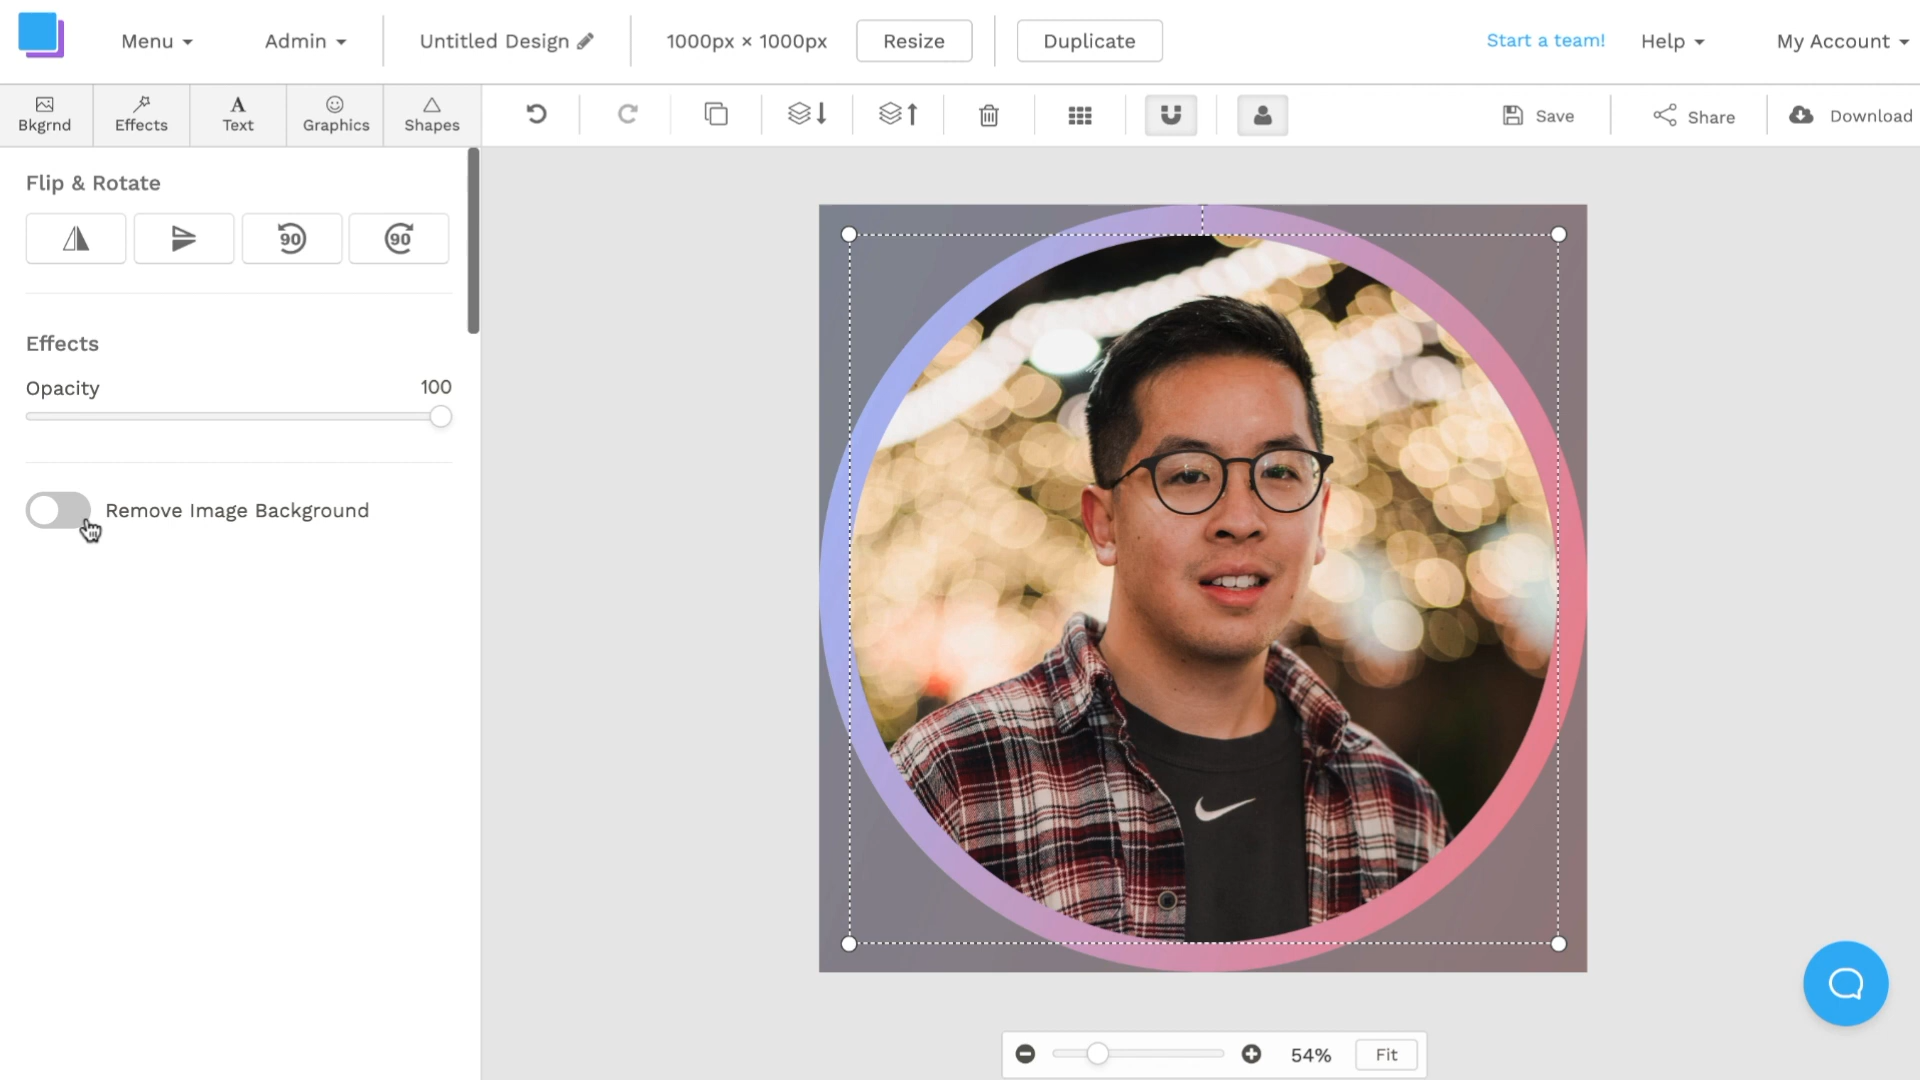 Menu
Admin
Untitled Design
1000px × 1000px
Resize
Duplicate
Start a team!
Help
My Account
Bkgrnd
Effects
Text
Graphics
Shapes
Save
Share
Download
Flip & Rotate
90
90
Effects
Opacity
100
Remove Image Background
54%
Fit